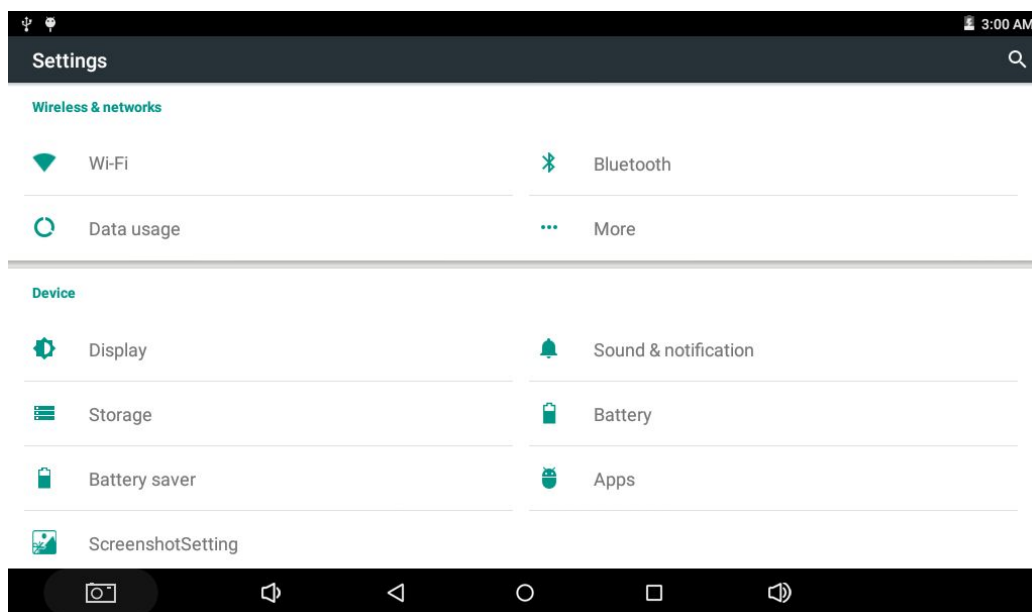 3:00 AM
Settings
Wireless & networks
Wi-Fi
Bluetooth
Data usage
More
Device
Display
Sound & notification
Storage
Battery
Battery saver
Apps
ScreenshotSetting